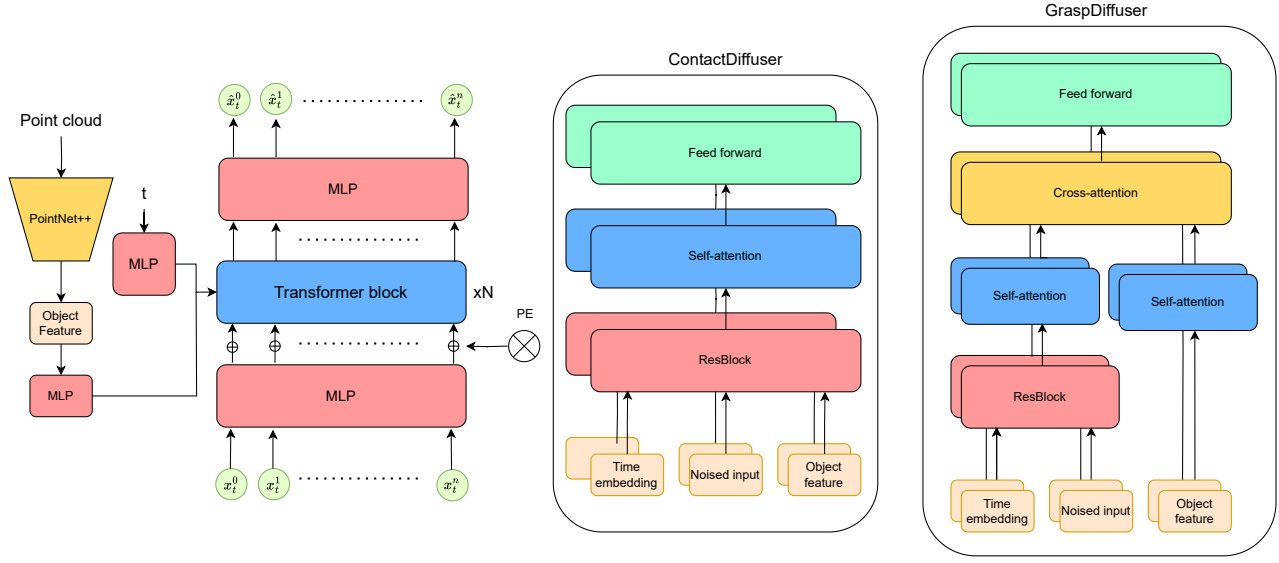 Point cloud
PointNet++
Object
Feature
MLP
t
MLP
x̂_t^0
x̂_t^1
x̂_t^n
MLP
Transformer block
xN
PE
MLP
x_t^0
x_t^1
x_t^n
ContactDiffuser
Feed forward
Self-attention
ResBlock
Time
embedding
Noised input
Object
feature
GraspDiffuser
Feed forward
Cross-attention
Self-attention
Self-attention
ResBlock
Time
embedding
Noised input
Object
feature